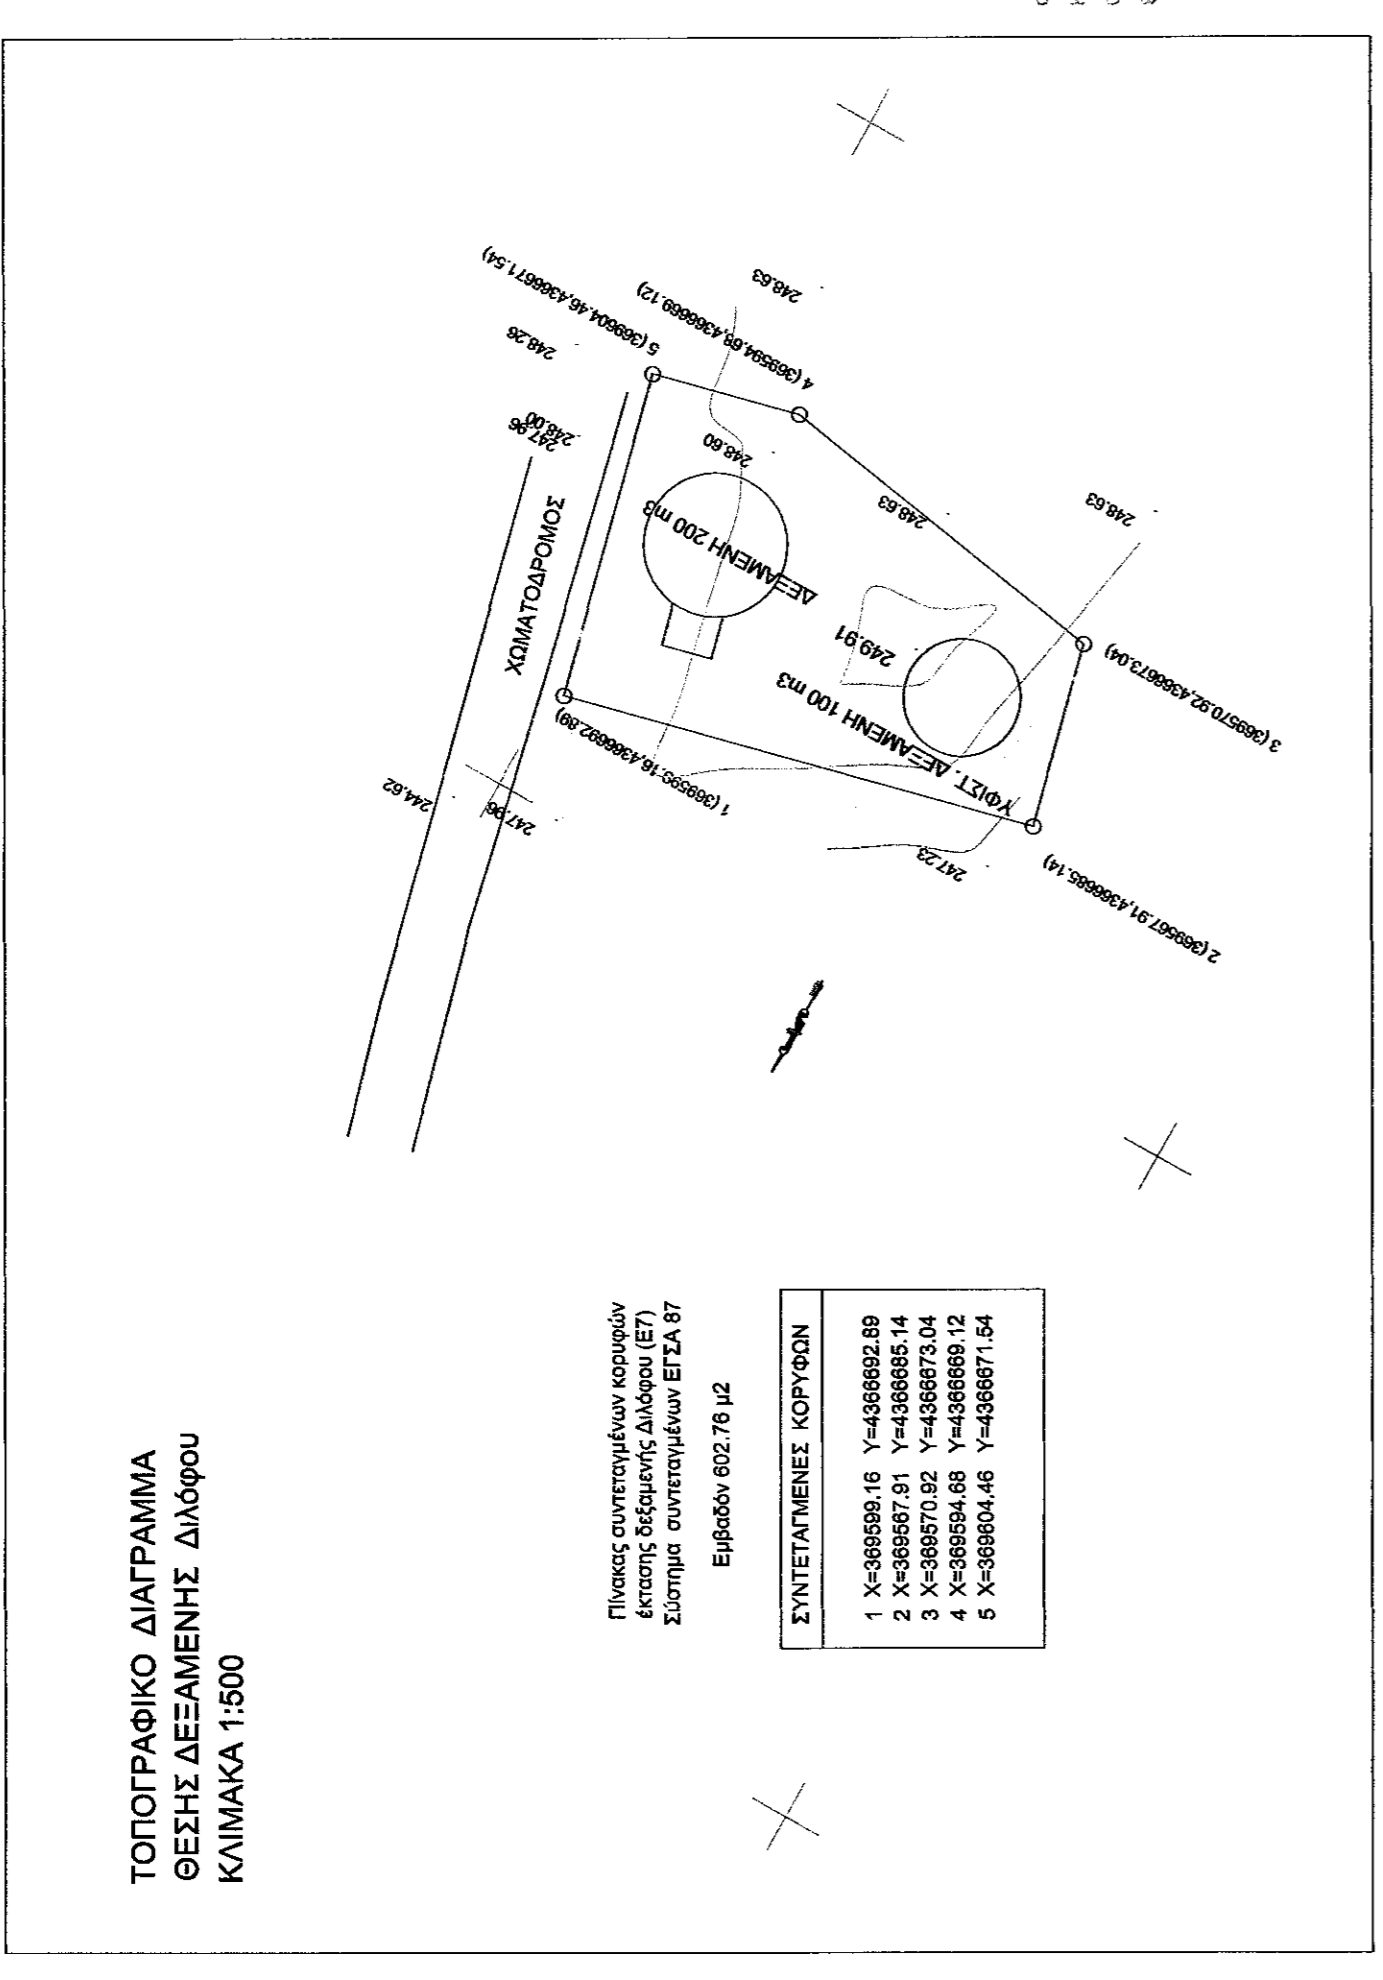 ΤΟΠΟΓΡΑΦΙΚΟ ΔΙΑΓΡΑΜΜΑ
ΘΕΣΗΣ ΔΕΞΑΜΕΝΗΣ Διλόφου
ΚΛΙΜΑΚΑ 1:500
Πίνακας συντεταγμένων κορυφών
έκτασης δεξαμενής Διλόφου (Ε7)
Σύστημα συντεταγμένων ΕΓΣΑ 87
Εμβαδόν 602.76 μ2
ΣΥΝΤΕΤΑΓΜΕΝΕΣ ΚΟΡΥΦΩΝ
1 X=369599.16 Y=4366692.89
2 X=369567.91 Y=4366685.14
3 X=369570.92 Y=4366673.04
4 X=369594.68 Y=4366669.12
5 X=369604.46 Y=4366671.54
ΧΩΜΑΤΟΔΡΟΜΟΣ
5 (369604.46,4366671.54)
4 (369594.68,4366669.12)
3 (369570.92,4366673.04)
2 (369567.91,4366685.14)
1 (369599.16,4366692.89)
ΔΕΞΑΜΕΝΗ 200 m3
ΥΦΙΣΤ. ΔΕΞΑΜΕΝΗ 100 m3
248.26
247.96
248.00
248.63
248.60
248.63
248.63
249.91
244.62
247.96
247.23